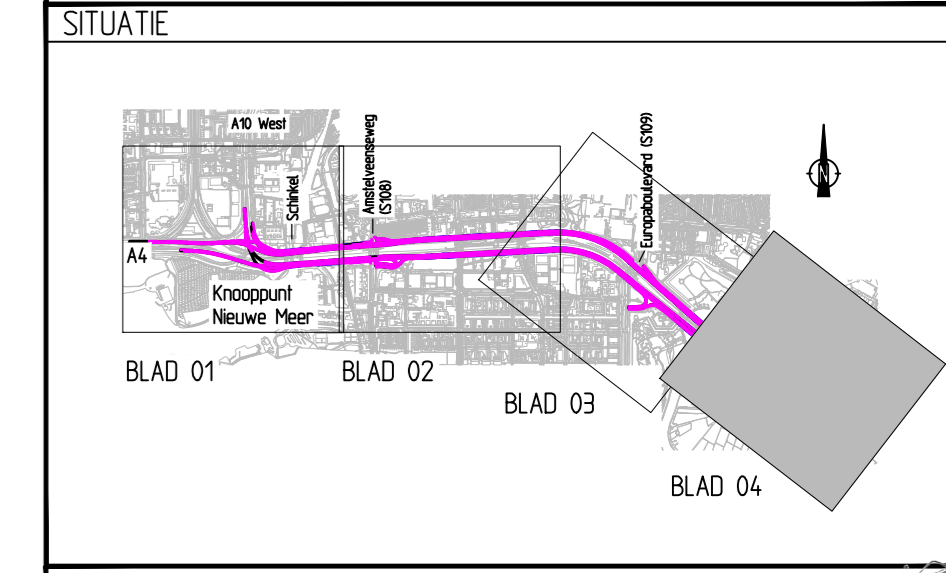 SITUATIE
A10 West
Schinkel
Amstelveenseweg
(S108)
Europaboulevard (S109)
N
A4
Knooppunt
Nieuwe Meer
BLAD 01
BLAD 02
BLAD 03
BLAD 04